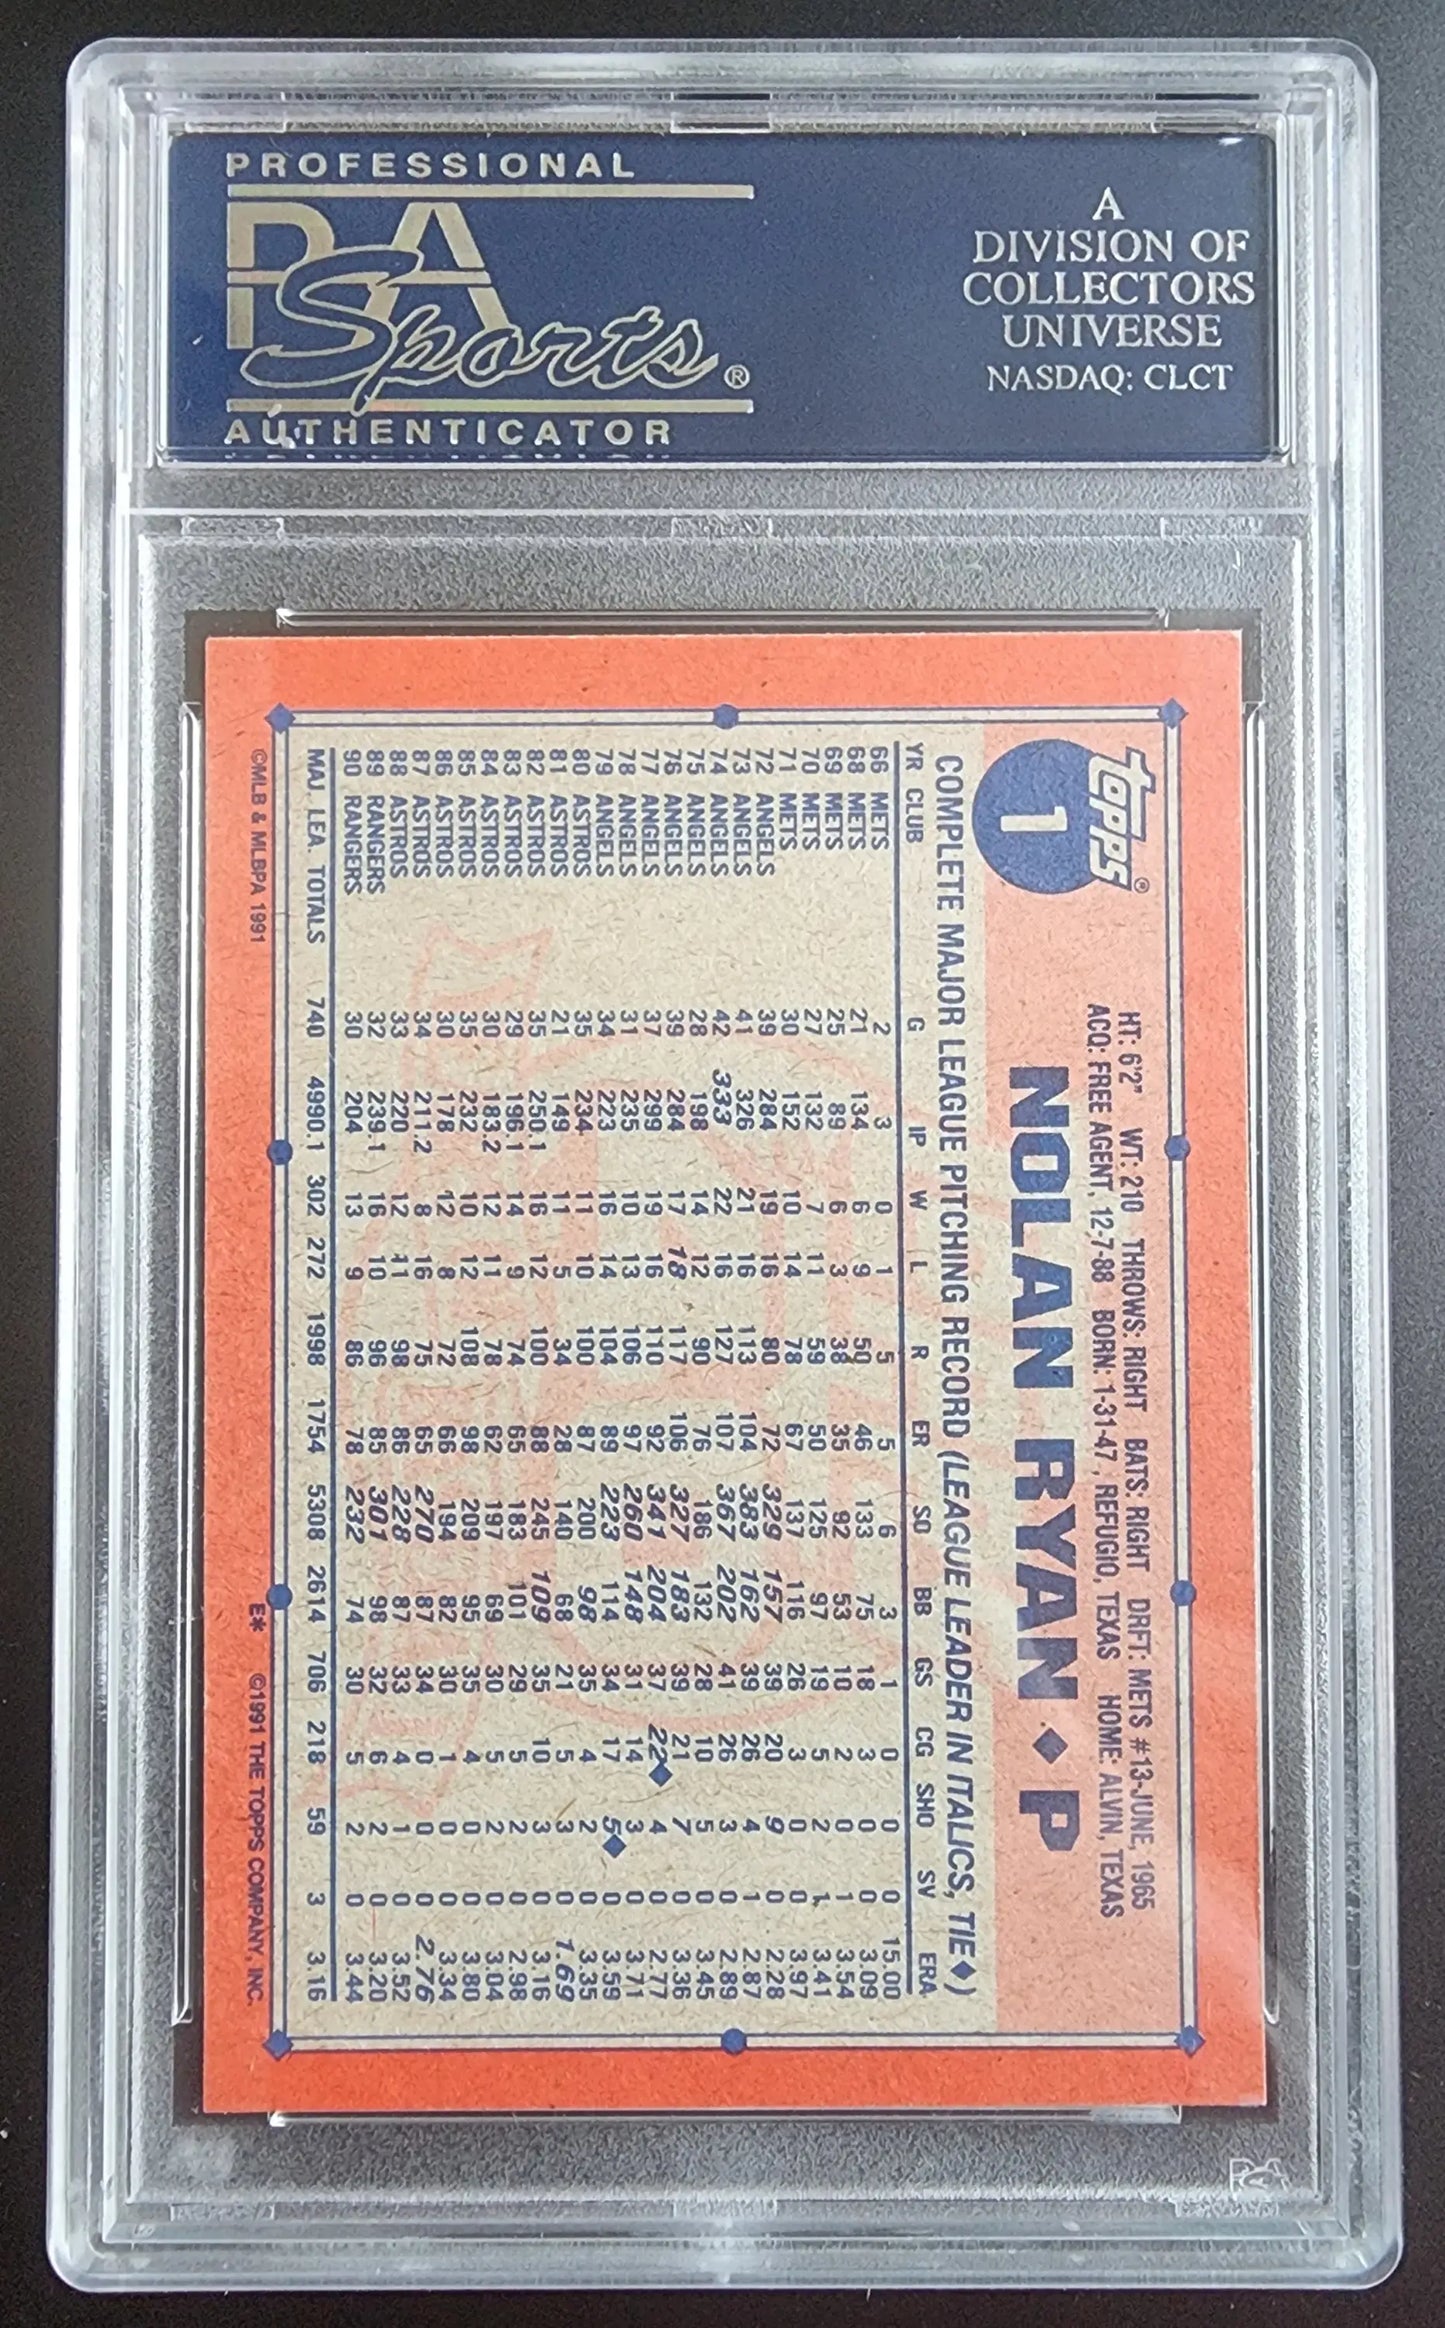 PROFESSIONAL
PSA
Sports®
AUTHENTICATOR
A
DIVISION OF
COLLECTORS
UNIVERSE
NASDAQ: CLCT
topps®
1
HT: 6'2" WT: 210 THROWS: RIGHT BATS: RIGHT DRFT: METS #13-JUNE, 1965
ACQ: FREE AGENT, 12-7-88 BORN: 1-31-47, REFUGIO, TEXAS HOME: ALVIN, TEXAS
NOLAN RYAN ◆ P
COMPLETE MAJOR LEAGUE PITCHING RECORD (LEAGUE LEADER IN ITALICS, TIE◆)
YR CLUB G IP W L R ER SO BB GS CG SHO SV ERA
66 METS 2 3 0 1 5 5 6 3 1 0 0 0 15.00
68 METS 21 134 6 9 50 46 133 75 18 3 0 0 3.09
69 METS 25 89 6 3 38 35 92 53 10 2 0 1 3.54
70 METS 27 132 7 11 59 50 125 97 19 5 2 1 3.41
71 METS 30 152 10 14 78 67 137 116 26 3 0 0 3.97
72 ANGELS 39 284 19 16 80 72 329 157 39 20 9 0 2.28
73 ANGELS 41 326 21 16 113 104 383 162 39 26 4 1 2.87
74 ANGELS 42 333 22 16 127 107 367 202 41 26 3 0 2.89
75 ANGELS 28 198 14 12 90 76 186 132 28 10 5 0 3.45
76 ANGELS 39 284 17 18 117 106 327 183 39 21 7 0 3.36
77 ANGELS 37 299 19 16 110 92 341 204 37 22◆ 4 0 2.77
78 ANGELS 31 235 10 13 106 97 260 148 31 14 3 0 3.71
79 ANGELS 34 223 16 14 104 89 223 114 34 17 5◆ 0 3.59
80 ASTROS 35 234 11 10 100 87 200 98 35 4 2 0 3.35
81 ASTROS 21 149 11 5 34 28 140 68 21 5 3 0 1.69
82 ASTROS 35 250.1 16 12 100 88 245 109 35 10 3 0 3.16
83 ASTROS 29 196.1 14 9 74 65 183 101 29 5 2 0 2.98
84 ASTROS 30 183.2 12 11 78 62 197 69 30 5 2 0 3.04
85 ASTROS 35 232 10 12 108 98 209 95 35 4 0 0 3.80
86 ASTROS 30 178 12 8 72 66 194 82 30 1 0 0 3.34
87 ASTROS 34 211.2 8 16 75 65 270 87 34 0 0 0 2.76
88 ASTROS 33 220 12 11 98 86 228 87 33 4 1 0 3.52
89 RANGERS 32 239.1 16 10 96 85 301 98 32 6 2 0 3.20
90 RANGERS 30 204 13 9 86 78 232 74 30 5 2 0 3.44
MAJ. LEA. TOTALS 740 4990.1 302 272 1998 1754 5308 2614 706 218 59 3 3.16
©MLB & MLBPA 1991 E* ©1991 THE TOPPS COMPANY, INC.
PSA